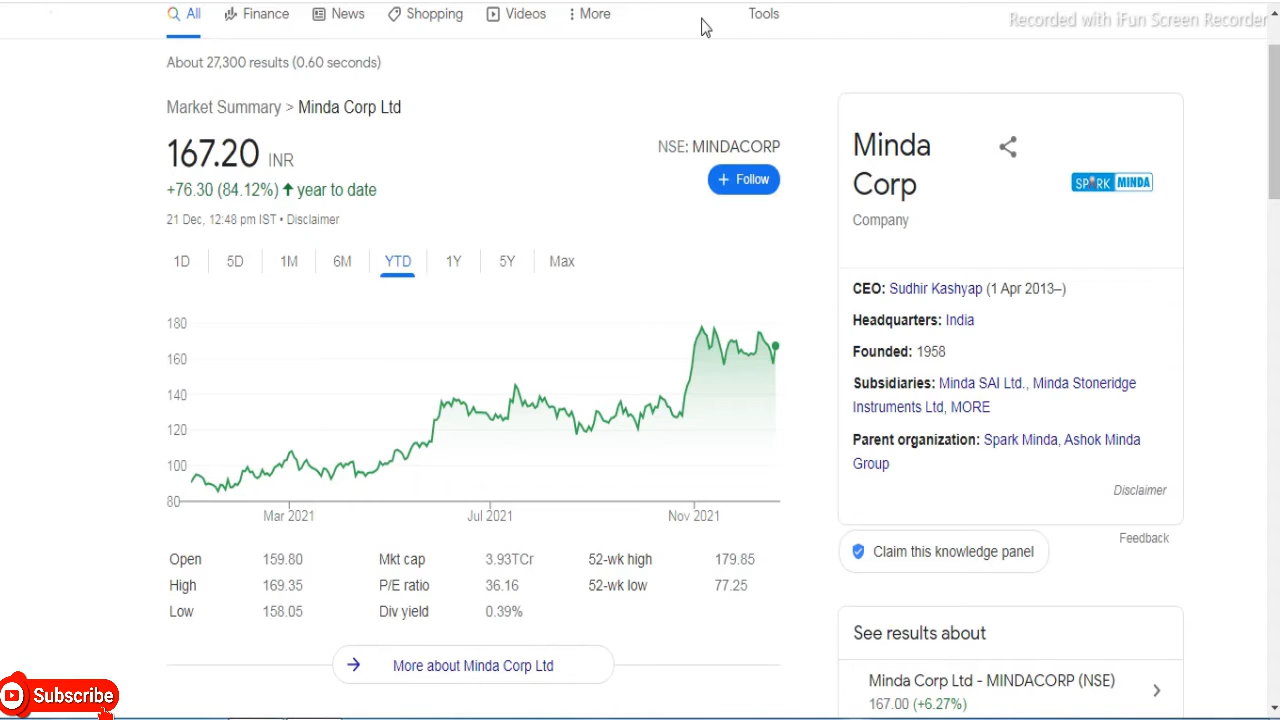 All Finance News Shopping Videos More Tools
Recorded with iFun Screen Recorder
About 27,300 results (0.60 seconds)
Market Summary > Minda Corp Ltd
167.20 INR
NSE: MINDACORP
+76.30 (84.12%) year to date
+ Follow
21 Dec, 12:48 pm IST • Disclaimer
1D 5D 1M 6M YTD 1Y 5Y Max
180
160
140
120
100
80
Mar 2021 Jul 2021 Nov 2021
Open 159.80 Mkt cap 3.93TCr 52-wk high 179.85
High 169.35 P/E ratio 36.16 52-wk low 77.25
Low 158.05 Div yield 0.39%
More about Minda Corp Ltd
Minda
Corp
SPARK MINDA
Company
CEO: Sudhir Kashyap (1 Apr 2013–)
Headquarters: India
Founded: 1958
Subsidiaries: Minda SAI Ltd., Minda Stoneridge
Instruments Ltd, MORE
Parent organization: Spark Minda, Ashok Minda
Group
Disclaimer
Feedback
Claim this knowledge panel
See results about
Minda Corp Ltd - MINDACORP (NSE)
167.00 (+6.27%)
Subscribe